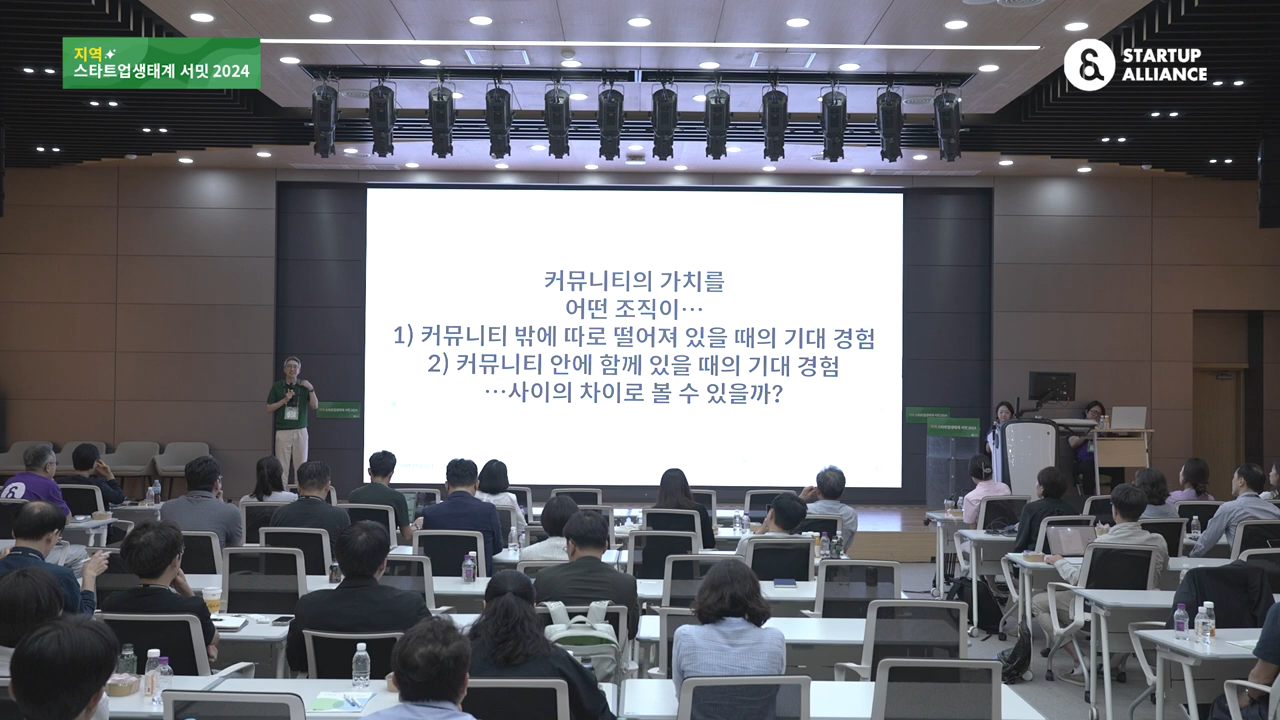 지역
스타트업생태계 서밋 2024
STARTUP
ALLIANCE
커뮤니티의 가치를
어떤 조직이…
1) 커뮤니티 밖에 따로 떨어져 있을 때의 기대 경험
2) 커뮤니티 안에 함께 있을 때의 기대 경험
…사이의 차이로 볼 수 있을까?